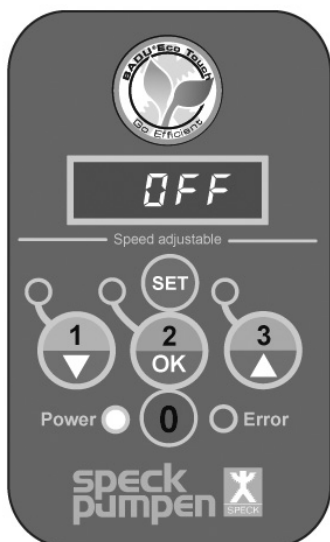 BADU®Eco Touch
Go Efficient
OFF
Speed adjustable
SET
1 2 3
OK
Power 0 Error
speck
pumpen
SPECK